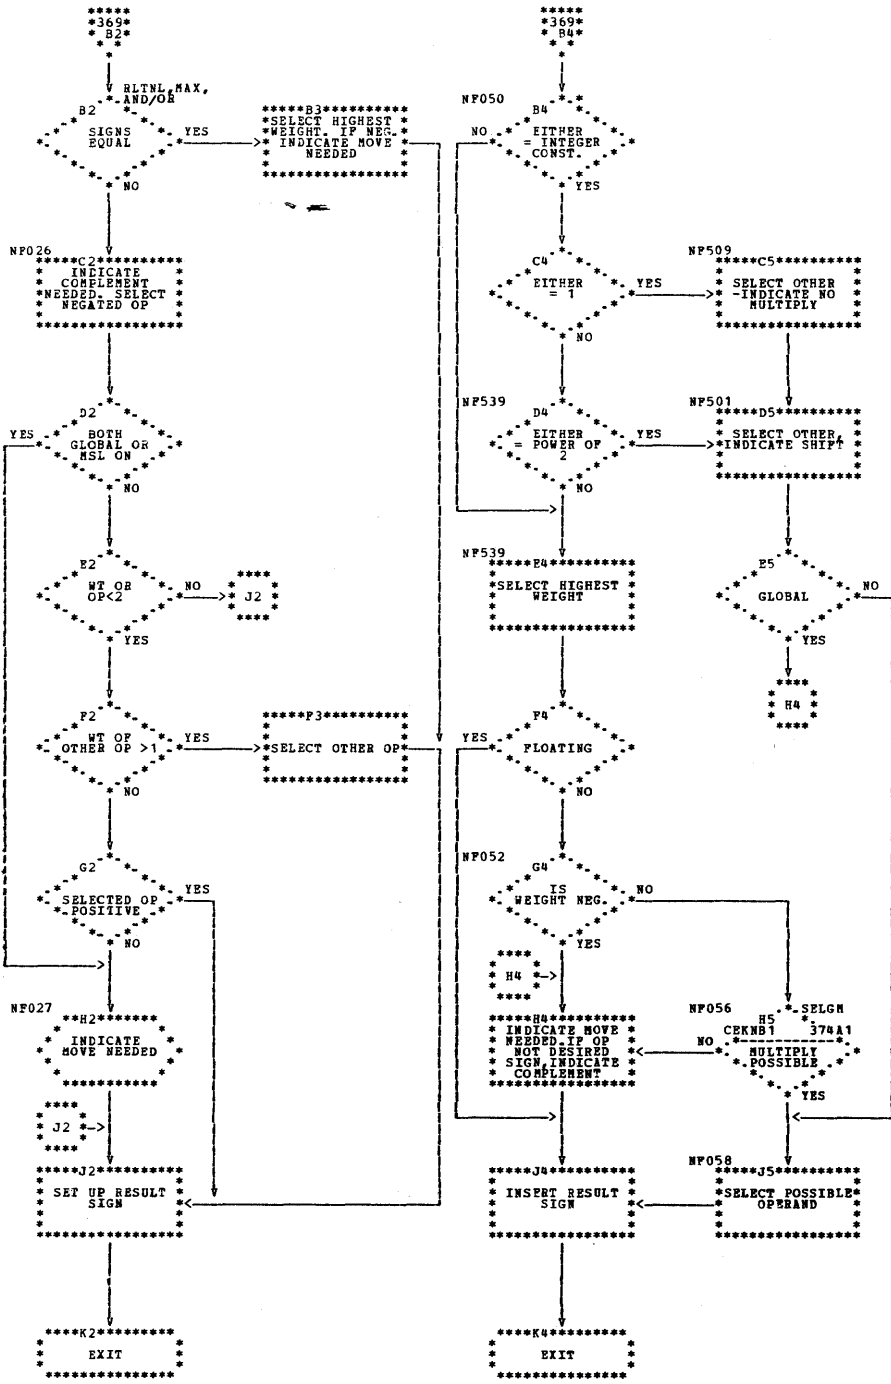 *369*
B2*
RLTNL,MAX,
AND/OR
B2
SIGNS
EQUAL
YES
NO
B3
SELECT HIGHEST
WEIGHT. IF NEG.
INDICATE MOVE
NEEDED
NF026
C2
INDICATE
COMPLEMENT
NEEDED. SELECT
NEGATED OP
D2
YES
BOTH
GLOBAL OR
MSL ON
NO
E2
WT OR
OP<2
NO
J2
YES
F2
WT OF
OTHER OP >1
YES
F3
SELECT OTHER OP
NO
G2
SELECTED OP
POSITIVE
YES
NO
NF027
H2
INDICATE
MOVE NEEDED
J2
J2
SET UP RESULT
SIGN
K2
EXIT
*369*
B4*
NF050
B4
NO
EITHER
= INTEGER
CONST.
YES
C4
EITHER
= 1
YES
NO
NF509
C5
SELECT OTHER
-INDICATE NO
MULTIPLY
NF539
D4
EITHER
= POWER OF
2
YES
NO
NF501
D5
SELECT OTHER,
INDICATE SHIFT
NF539
E4
SELECT HIGHEST
WEIGHT
E5
GLOBAL
NO
YES
H4
F4
YES
FLOATING
NO
NF052
G4
IS
WEIGHT NEG.
NO
YES
H4
H4
INDICATE MOVE
NEEDED.IF OP
NOT DESIRED
SIGN,INDICATE
COMPLEMENT
NF056
SELGM
H5
CEKNB1 374A1
NO
MULTIPLY
POSSIBLE
YES
J4
INSERT RESULT
SIGN
NF058
J5
SELECT POSSIBLE
OPERAND
K4
EXIT